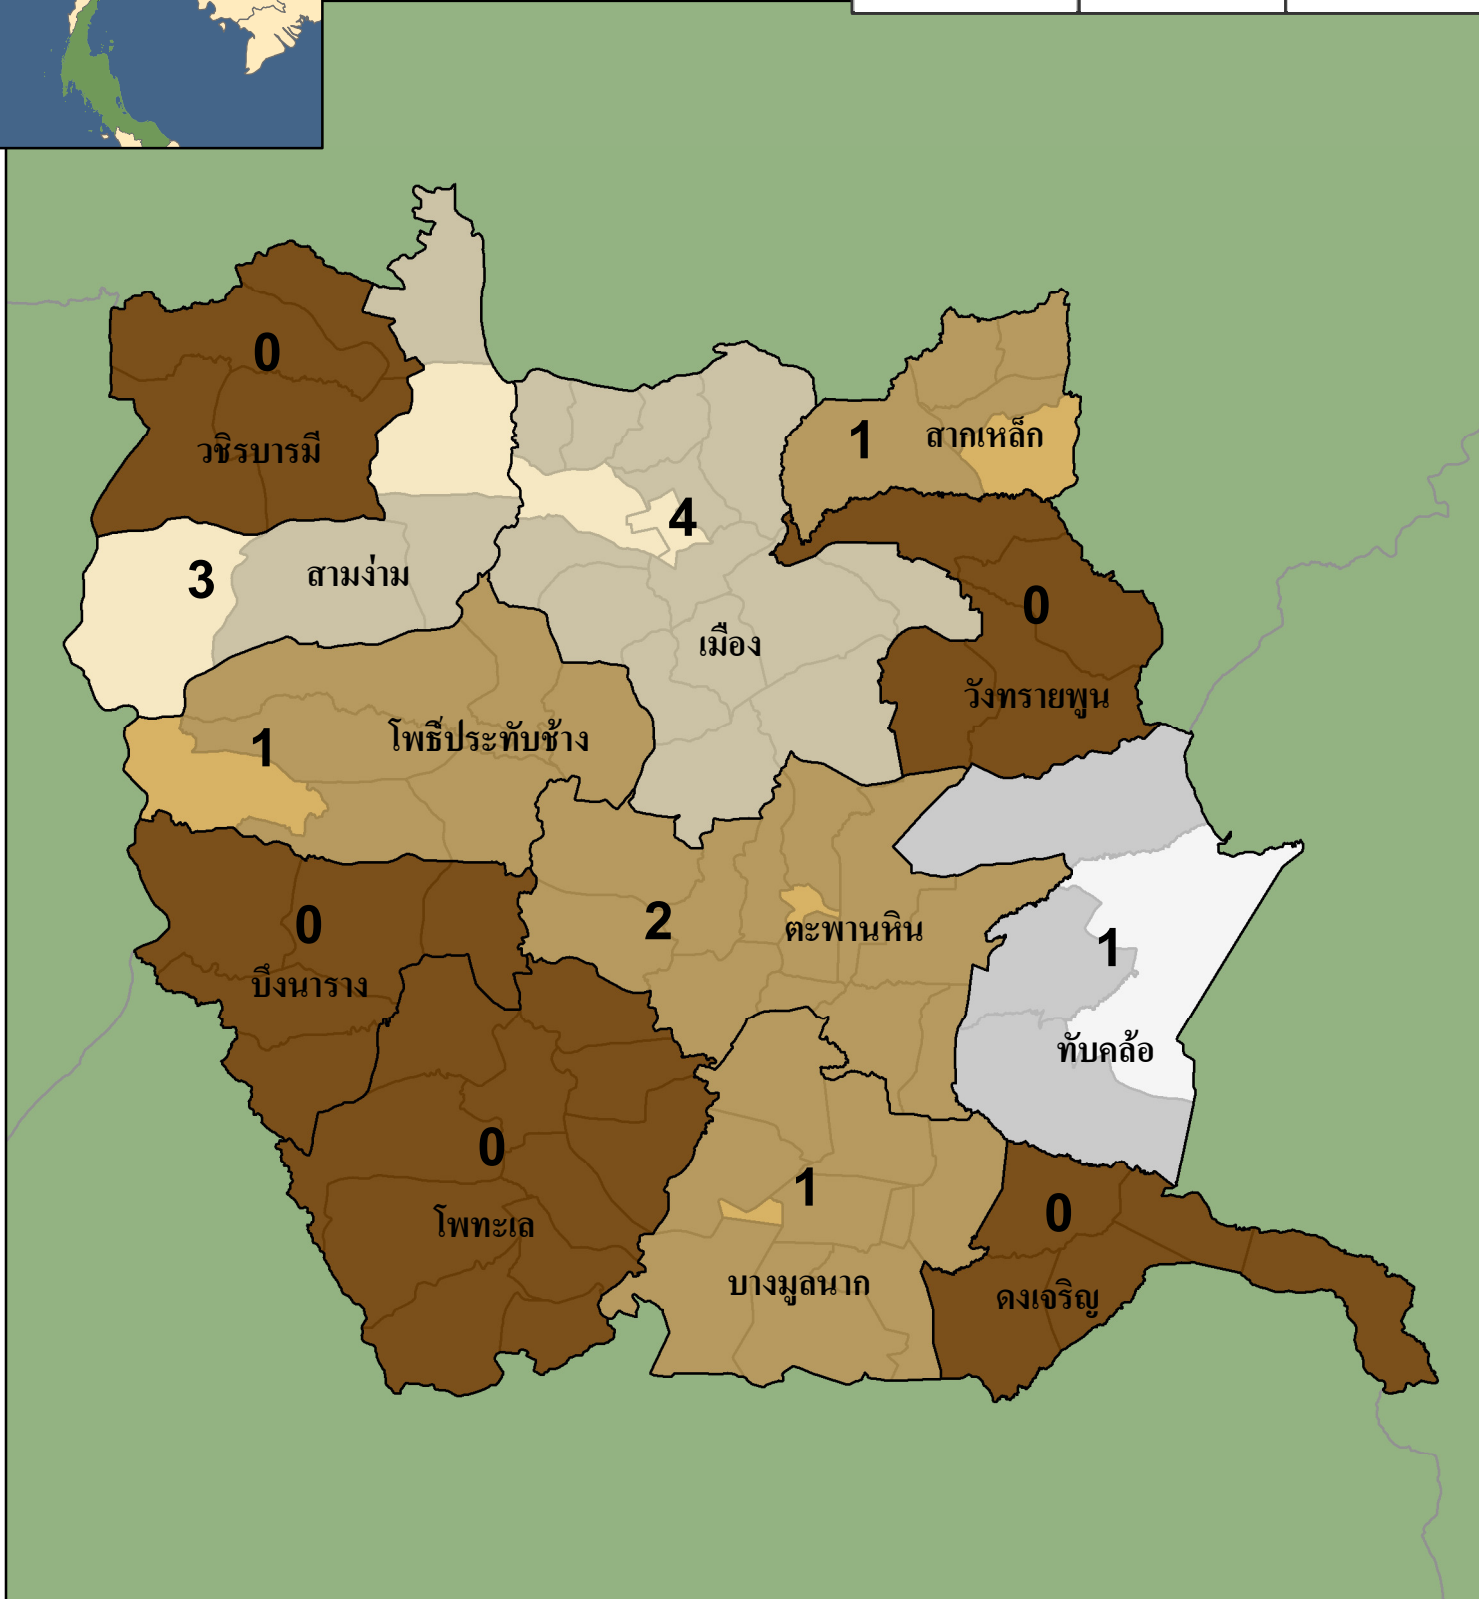 0
วชิรบารมี
1
สากเหล็ก
4
3
สามง่าม
0
เมือง
วังทรายพูน
1
โพธิ์ประทับช้าง
0
บึงนาราง
2
ตะพานหิน
1
ทับคล้อ
0
โพทะเล
1
บางมูลนาก
0
ดงเจริญ